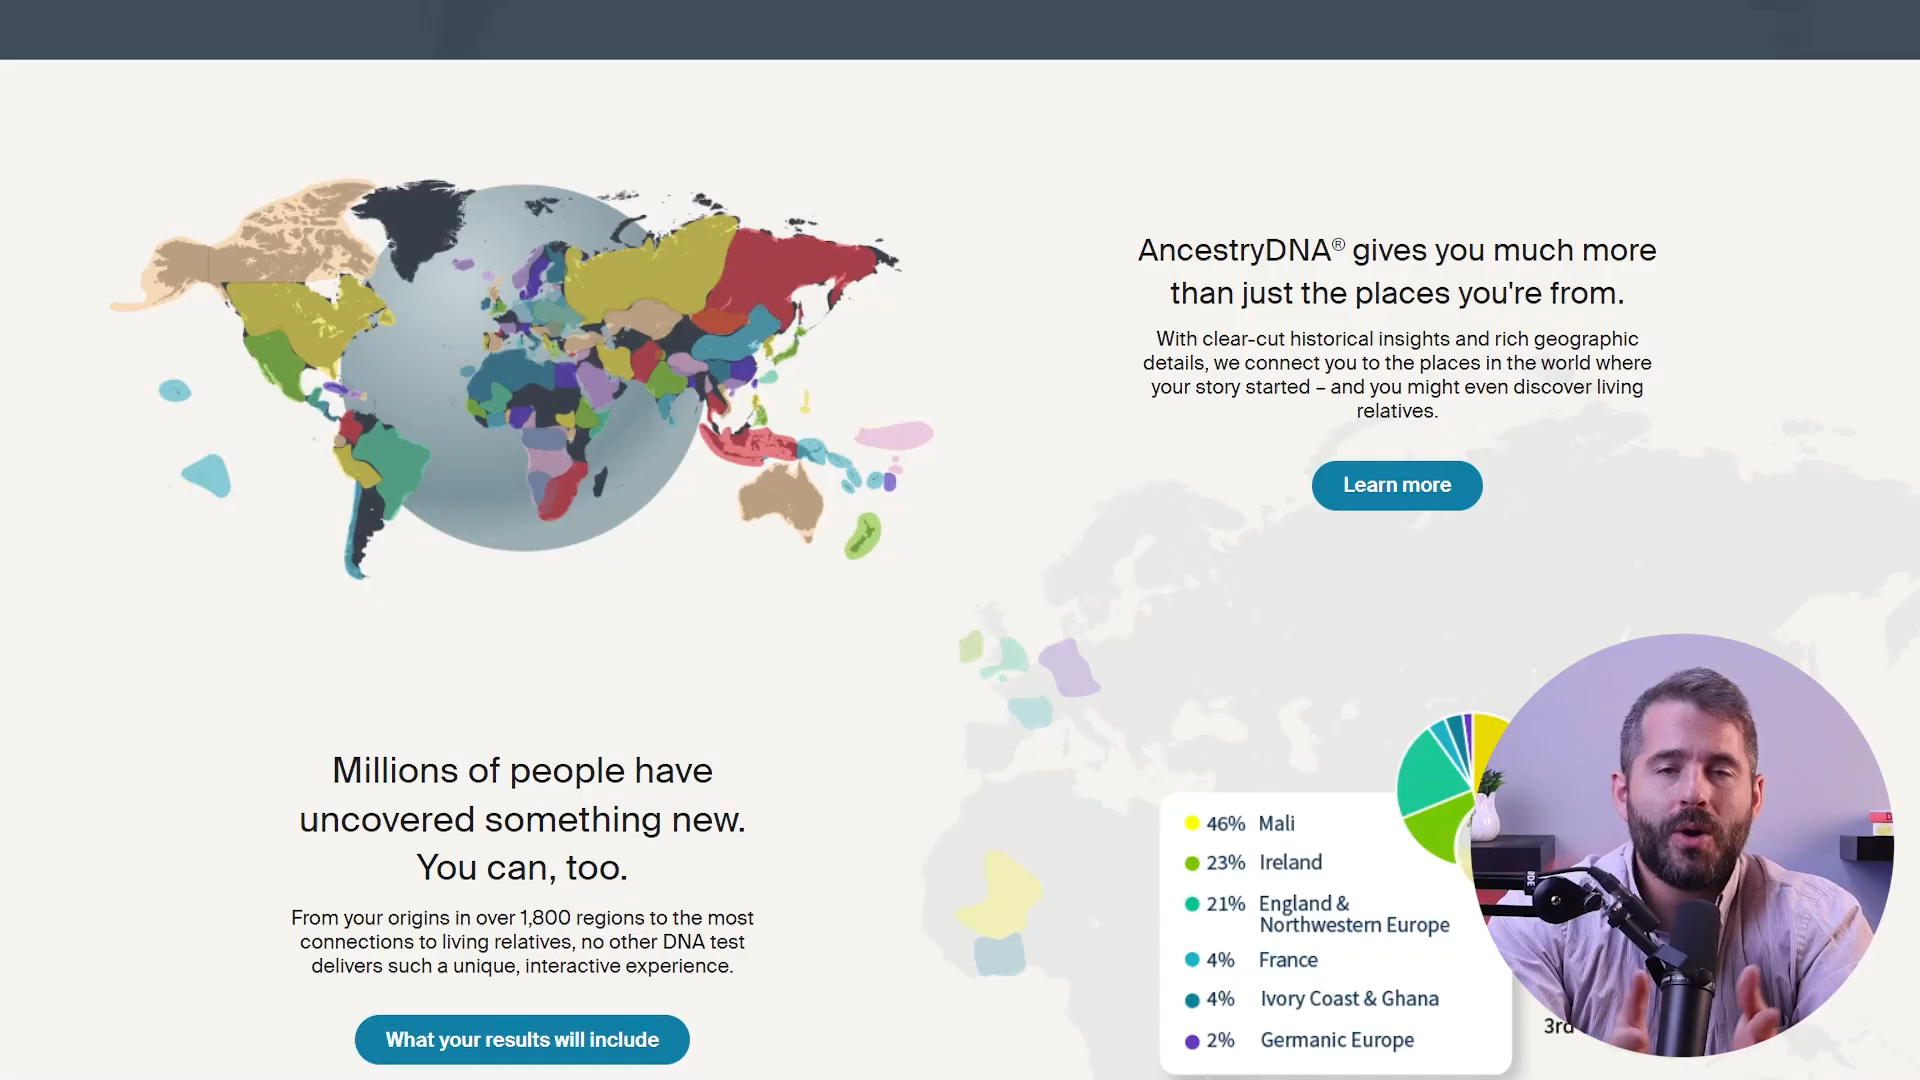 AncestryDNA® gives you much more
than just the places you're from.
With clear-cut historical insights and rich geographic
details, we connect you to the places in the world where
your story started – and you might even discover living
relatives.
Learn more
Millions of people have
uncovered something new.
You can, too.
From your origins in over 1,800 regions to the most
connections to living relatives, no other DNA test
delivers such a unique, interactive experience.
What your results will include
46% Mali
23% Ireland
21% England &
Northwestern Europe
4% France
4% Ivory Coast & Ghana
2% Germanic Europe
3rd